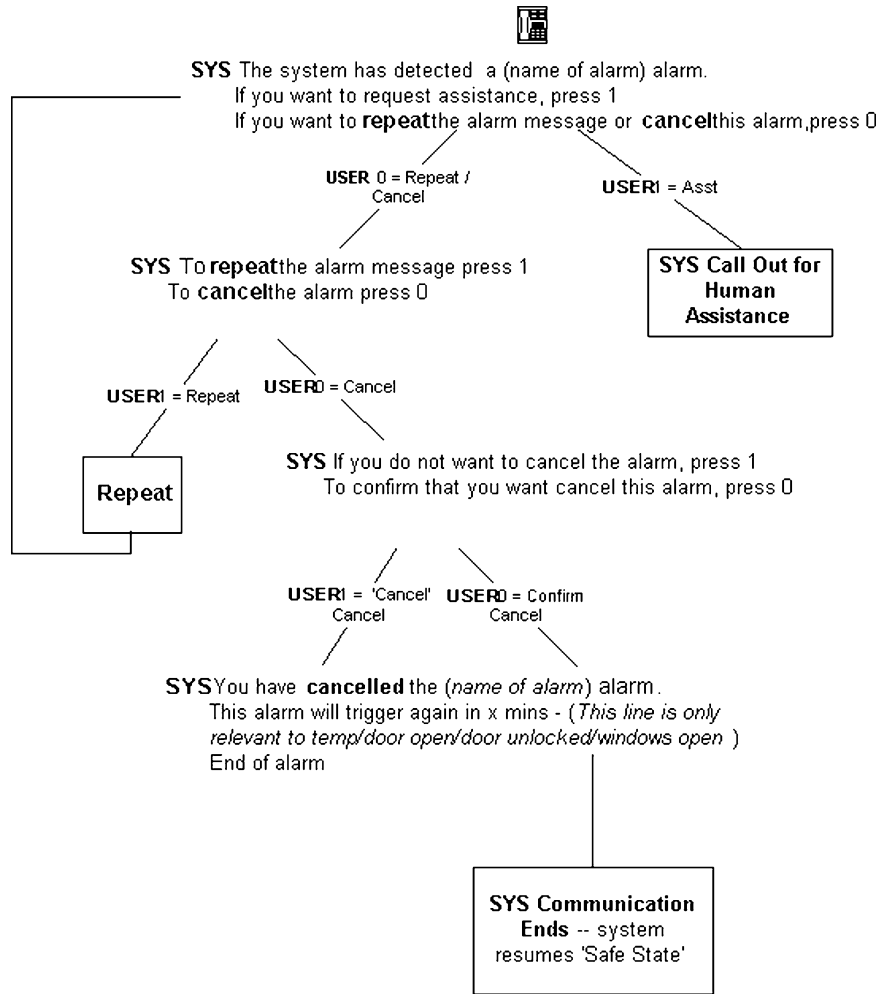 SYS The system has detected a (name of alarm) alarm.
If you want to request assistance, press 1
If you want to repeat the alarm message or cancel this alarm, press 0
USER 0 = Repeat /
Cancel
USER1 = Asst
SYS To repeat the alarm message press 1
To cancel the alarm press 0
SYS Call Out for
Human
Assistance
USER1 = Repeat
USER0 = Cancel
SYS If you do not want to cancel the alarm, press 1
To confirm that you want cancel this alarm, press 0
Repeat
USER1 = 'Cancel'
Cancel
USER0 = Confirm
Cancel
SYS You have cancelled the (name of alarm) alarm.
This alarm will trigger again in x mins - (This line is only
relevant to temp/door open/door unlocked/windows open )
End of alarm
SYS Communication
Ends -- system
resumes 'Safe State'